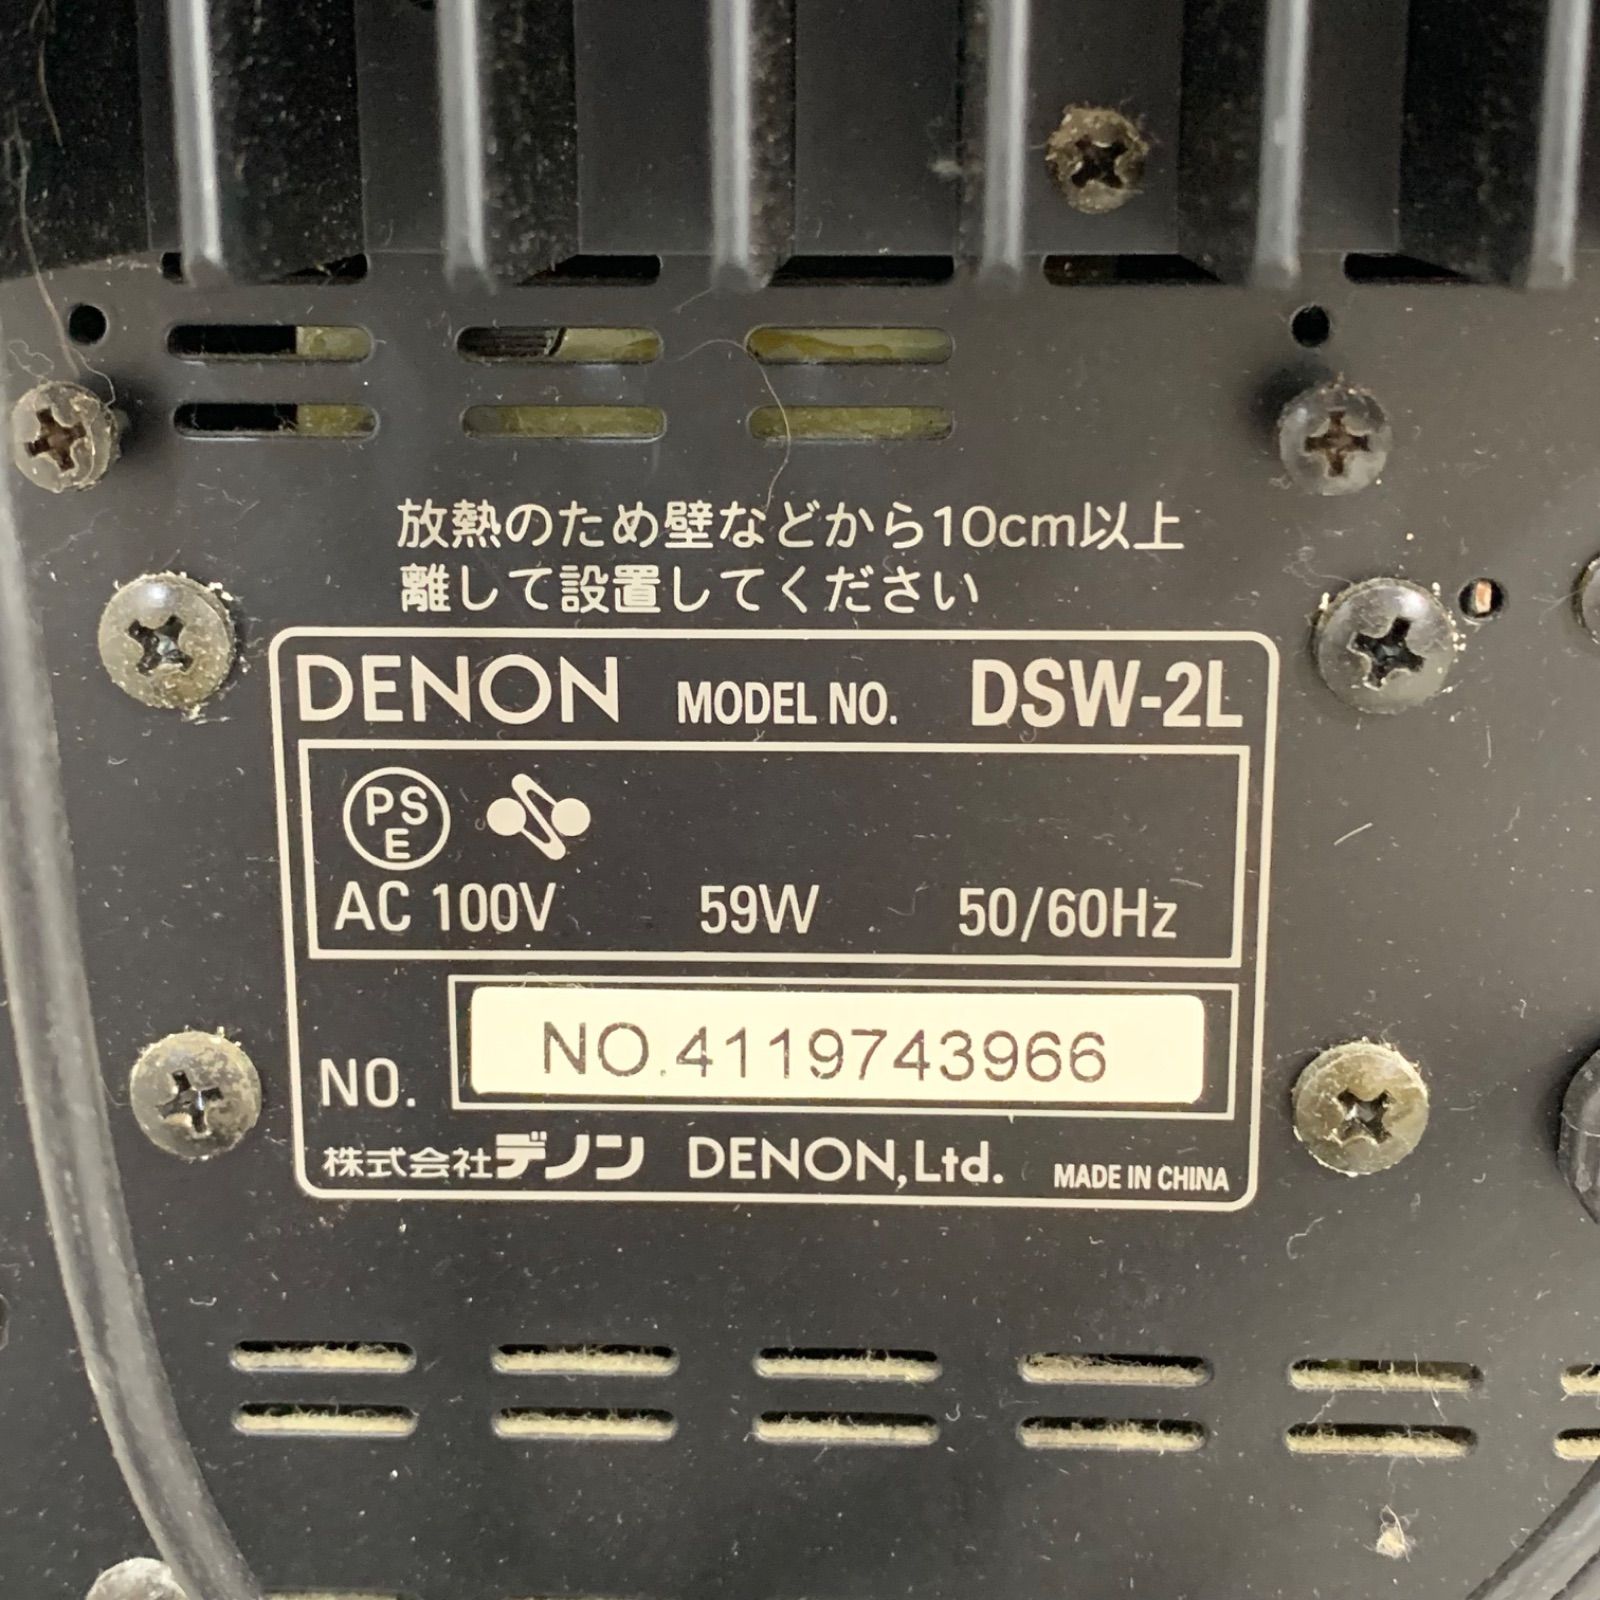 放熱のため壁などから10cm以上
離して設置してください
DENON MODEL NO. DSW-2L
PS
E
AC 100V 59W 50/60Hz
NO. NO.4119743966
株式会社デノン DENON,Ltd. MADE IN CHINA